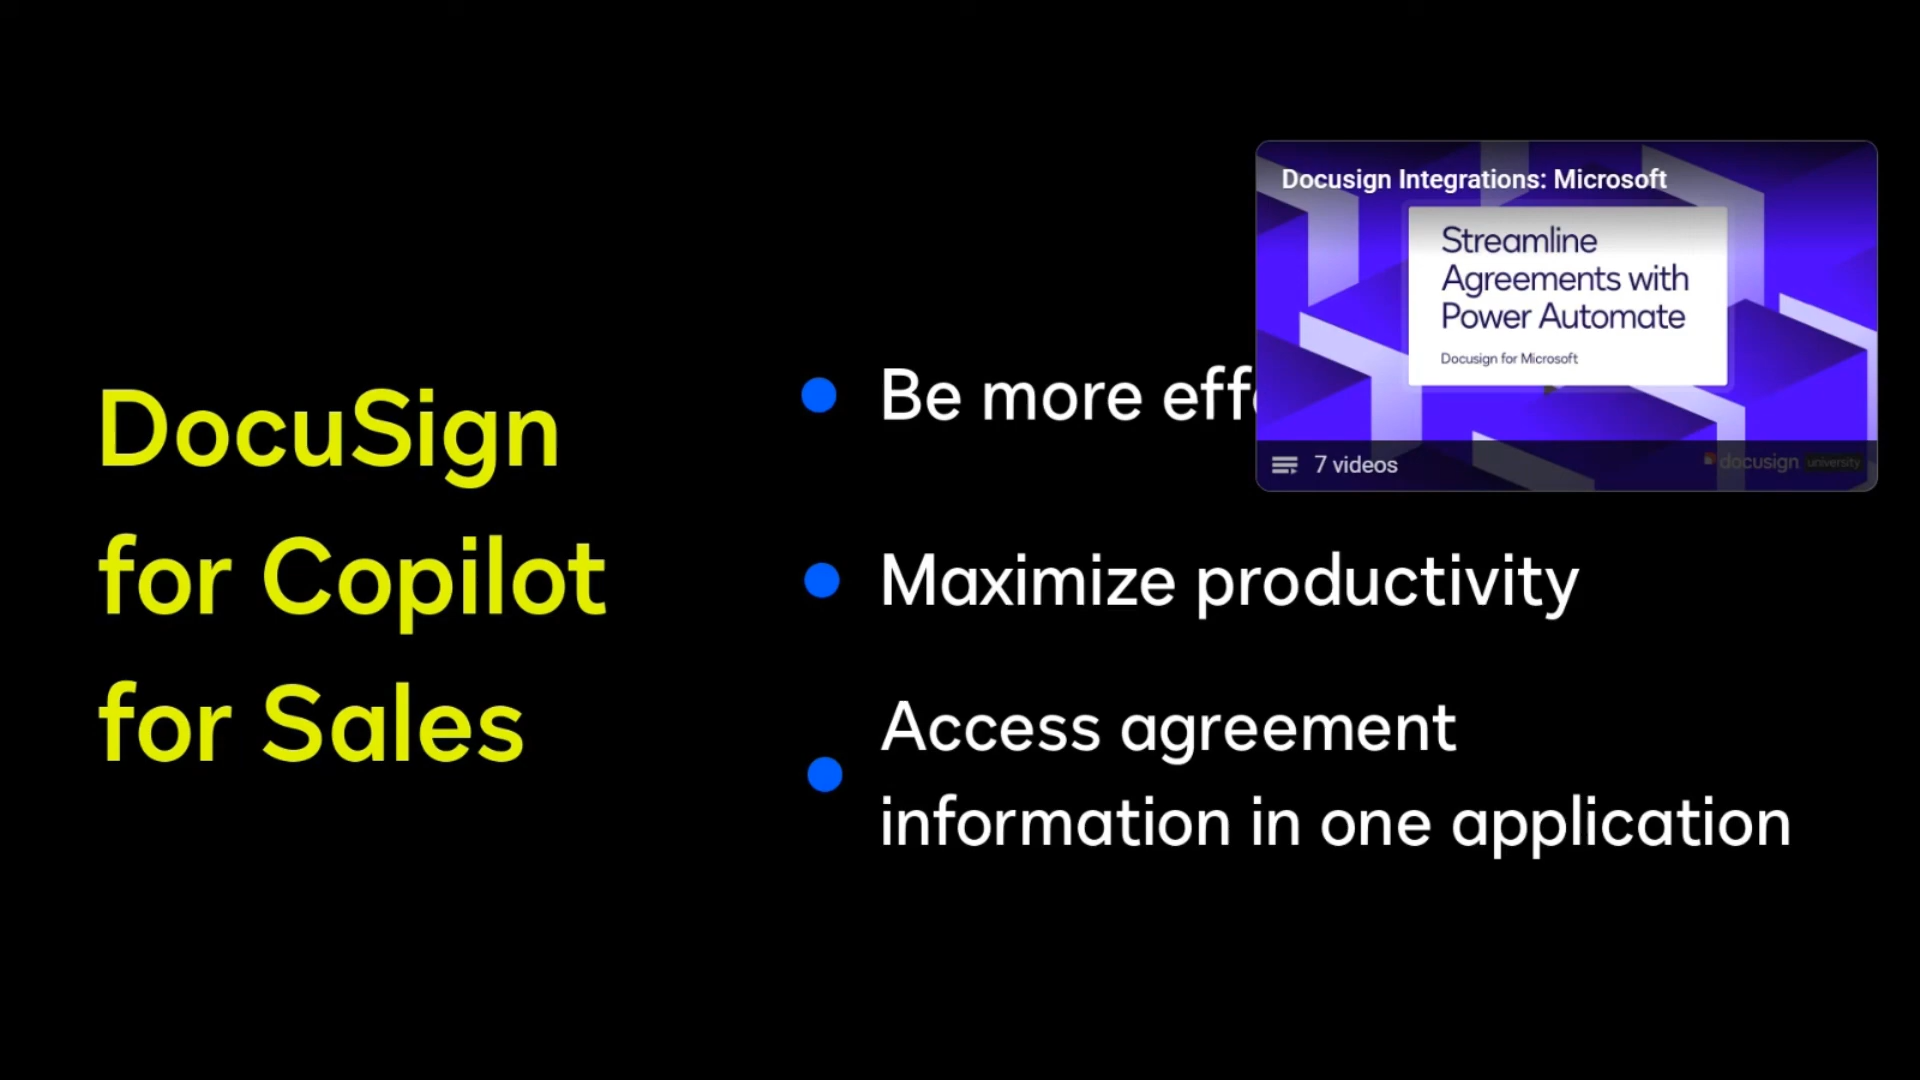 DocuSign
for Copilot
for Sales
Be more
Maximize productivity
Access agreement
information in one application
Docusign Integrations: Microsoft
Streamline
Agreements with
Power Automate
Docusign for Microsoft
7 videos
docusign university